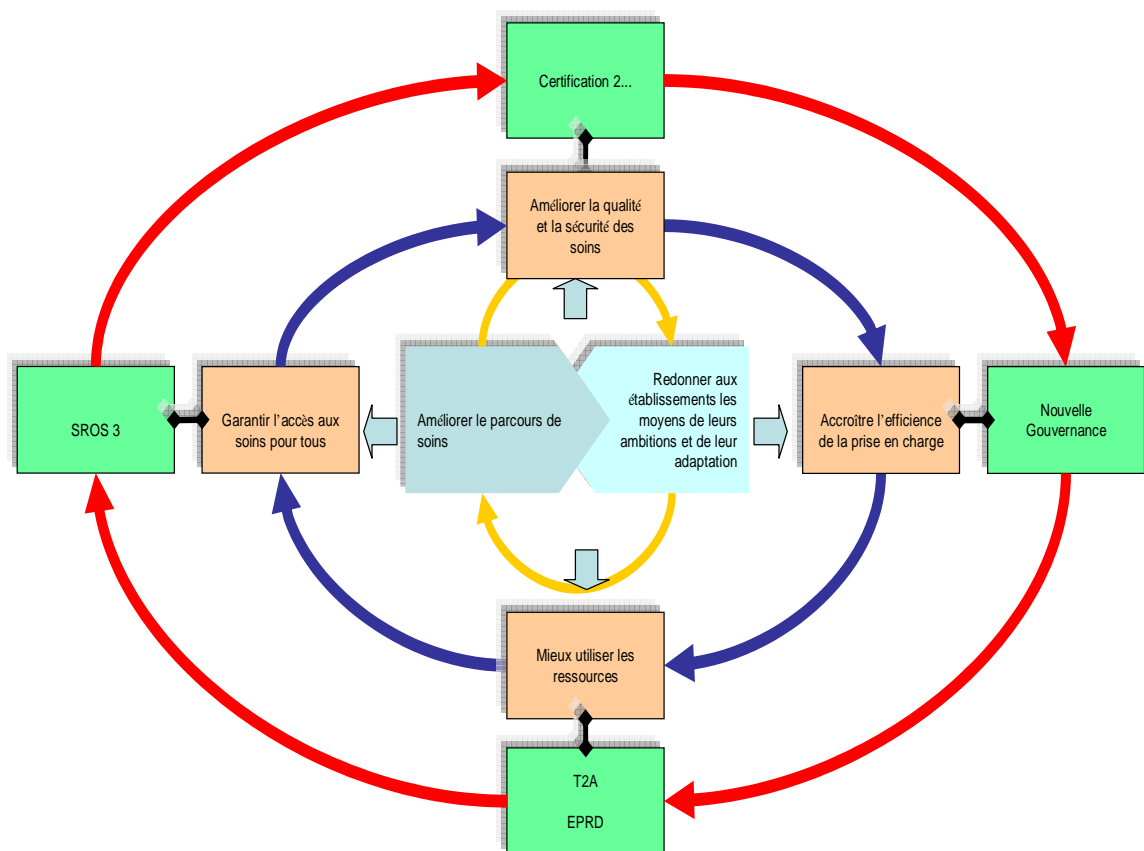 Certification 2...
Améliorer la qualité
et la sécurité des
soins
SROS 3
Garantir l'accès aux
soins pour tous
Améliorer le parcours de
soins
Redonner aux
établissements les
moyens de leurs
ambitions et de leur
adaptation
Accroître l'efficience
de la prise en charge
Nouvelle
Gouvernance
Mieux utiliser les
ressources
T2A
EPRD